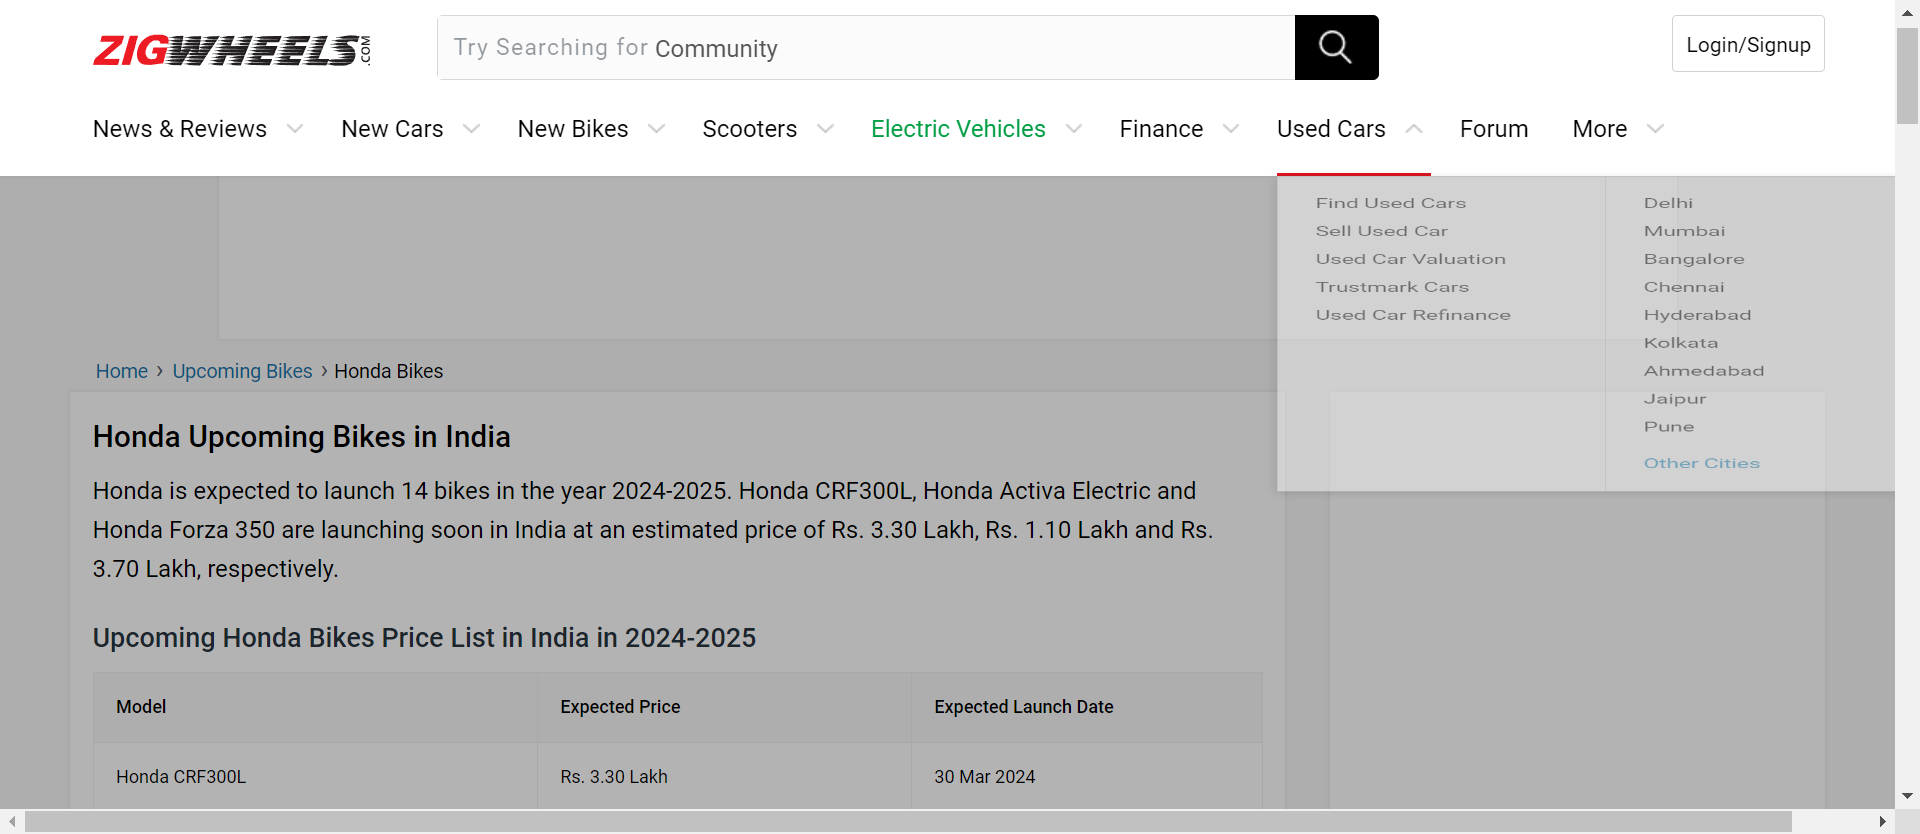 ZIGWHEELS.COM
Try Searching for Community
Login/Signup
News & Reviews
New Cars
New Bikes
Scooters
Electric Vehicles
Finance
Used Cars
Forum
More
Find Used Cars
Sell Used Car
Used Car Valuation
Trustmark Cars
Used Car Refinance
Delhi
Mumbai
Bangalore
Chennai
Hyderabad
Kolkata
Ahmedabad
Jaipur
Pune
Other Cities
Home › Upcoming Bikes › Honda Bikes
Honda Upcoming Bikes in India
Honda is expected to launch 14 bikes in the year 2024-2025. Honda CRF300L, Honda Activa Electric and
Honda Forza 350 are launching soon in India at an estimated price of Rs. 3.30 Lakh, Rs. 1.10 Lakh and Rs.
3.70 Lakh, respectively.
Upcoming Honda Bikes Price List in India in 2024-2025
Model Expected Price Expected Launch Date
Honda CRF300L Rs. 3.30 Lakh 30 Mar 2024